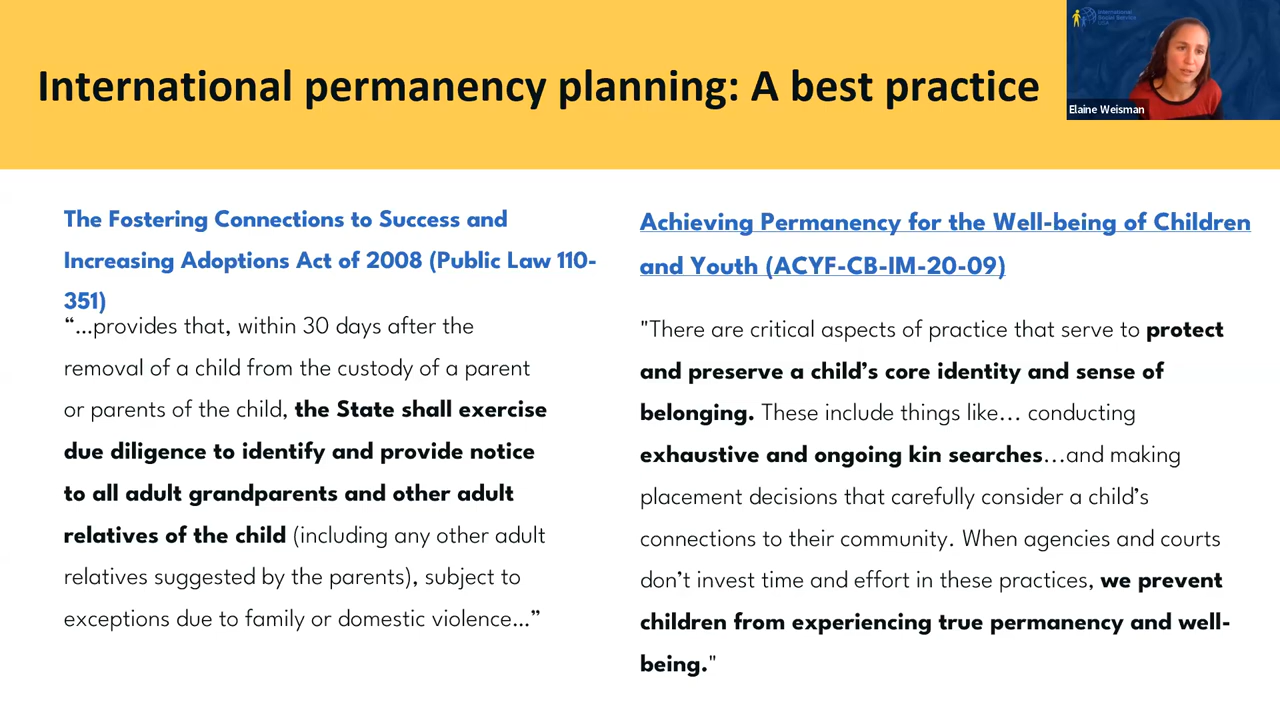 International permanency planning: A best practice
International
Social Service
USA
Elaine Weisman
The Fostering Connections to Success and
Increasing Adoptions Act of 2008 (Public Law 110-
351)
“…provides that, within 30 days after the
removal of a child from the custody of a parent
or parents of the child, the State shall exercise
due diligence to identify and provide notice
to all adult grandparents and other adult
relatives of the child (including any other adult
relatives suggested by the parents), subject to
exceptions due to family or domestic violence…”
Achieving Permanency for the Well-being of Children
and Youth (ACYF-CB-IM-20-09)
"There are critical aspects of practice that serve to protect
and preserve a child’s core identity and sense of
belonging. These include things like... conducting
exhaustive and ongoing kin searches...and making
placement decisions that carefully consider a child’s
connections to their community. When agencies and courts
don’t invest time and effort in these practices, we prevent
children from experiencing true permanency and well-
being."